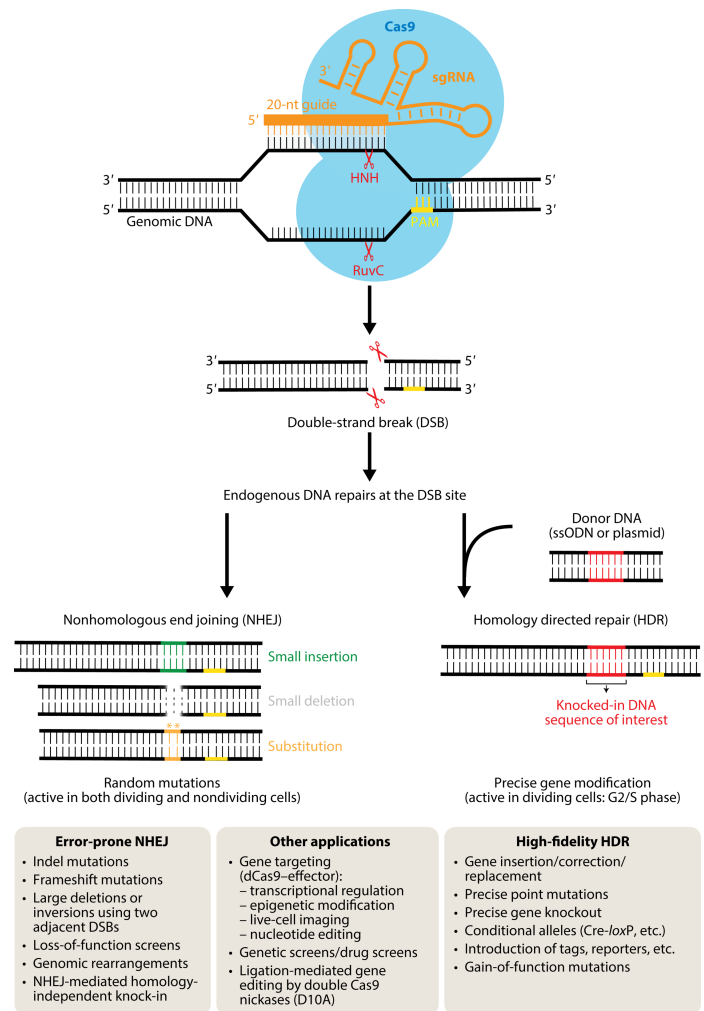 Cas9
3′
sgRNA
20-nt guide
5′
HNH
3′
5′
5′
3′
Genomic DNA
PAM
RuvC
3′
5′
5′
3′
Double-strand break (DSB)
Endogenous DNA repairs at the DSB site
Donor DNA
(ssODN or plasmid)
Nonhomologous end joining (NHEJ)
Small insertion
Small deletion
* *
Substitution
Random mutations
(active in both dividing and nondividing cells)
Homology directed repair (HDR)
Knocked-in DNA
sequence of interest
Precise gene modification
(active in dividing cells: G2/S phase)
Error-prone NHEJ
• Indel mutations
• Frameshift mutations
• Large deletions or
inversions using two
adjacent DSBs
• Loss-of-function screens
• Genomic rearrangements
• NHEJ-mediated homology-
independent knock-in
Other applications
• Gene targeting
(dCas9–effector):
– transcriptional regulation
– epigenetic modification
– live-cell imaging
– nucleotide editing
• Genetic screens/drug screens
• Ligation-mediated gene
editing by double Cas9
nickases (D10A)
High-fidelity HDR
• Gene insertion/correction/
replacement
• Precise point mutations
• Precise gene knockout
• Conditional alleles (Cre-loxP, etc.)
• Introduction of tags, reporters, etc.
• Gain-of-function mutations